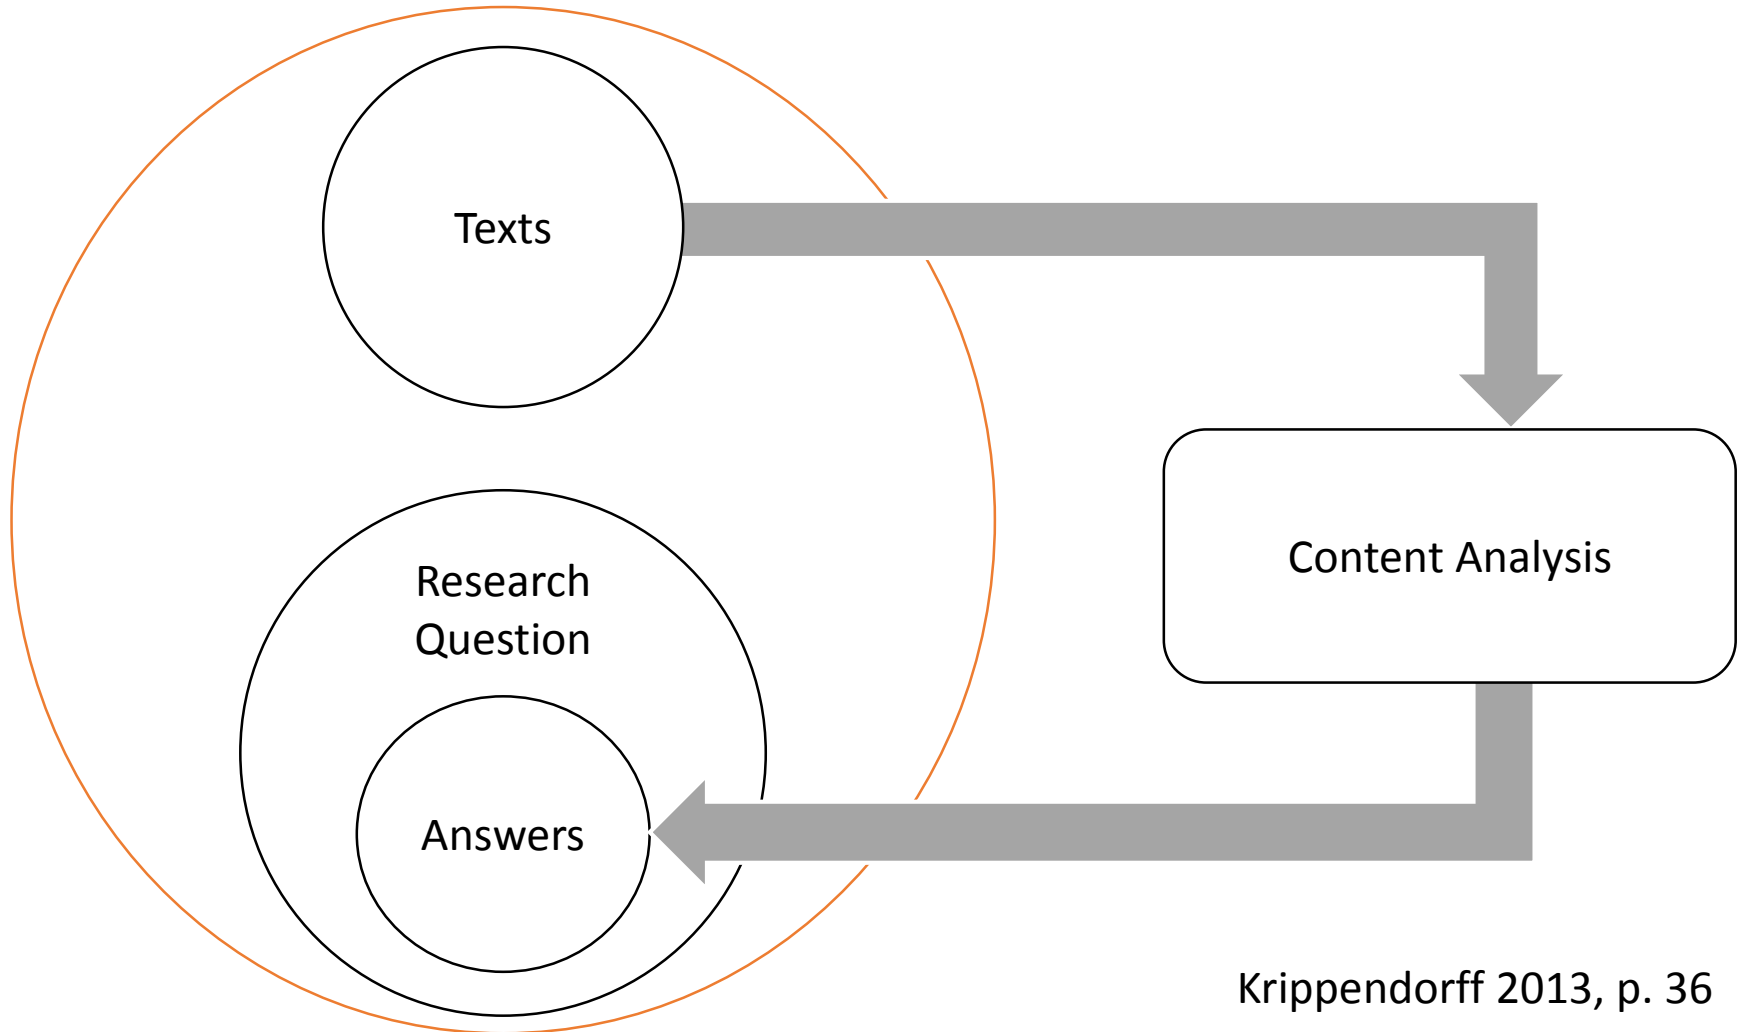 Texts
Content Analysis
Research
Question
Answers
Krippendorff 2013, p. 36